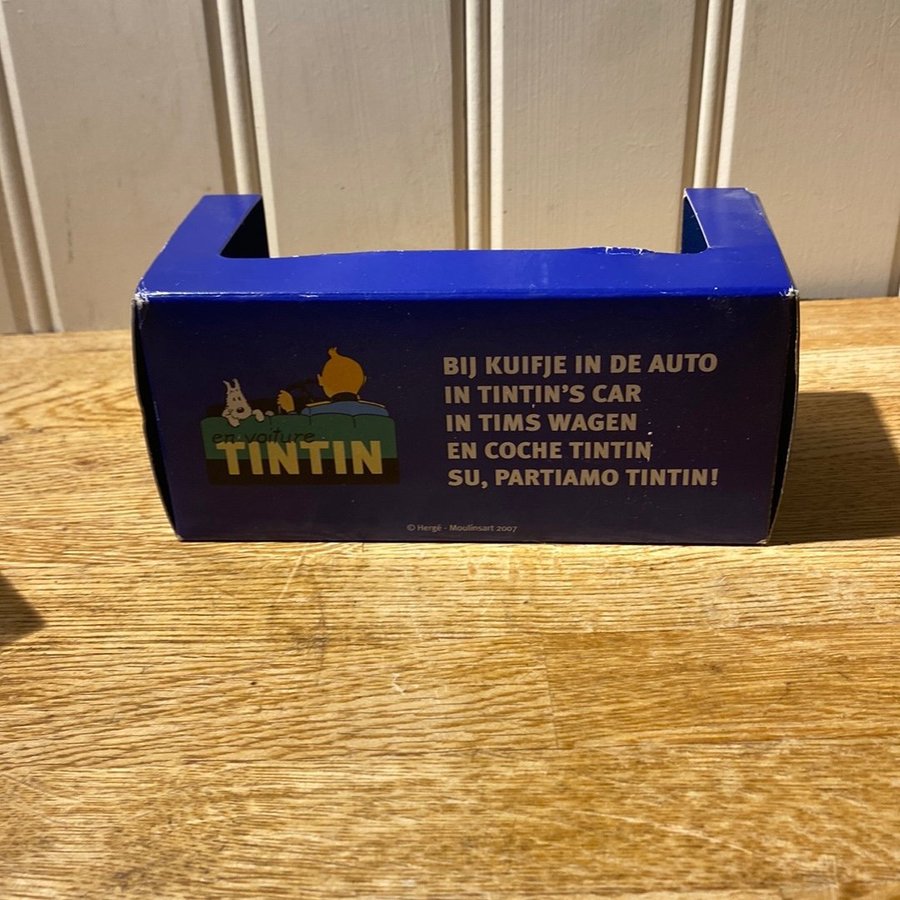 en voiture
TINTIN
BIJ KUIFJE IN DE AUTO
IN TINTIN'S CAR
IN TIMS WAGEN
EN COCHE TINTIN
SU, PARTIAMO TINTIN!
© Hergé - Moulinsart 2007